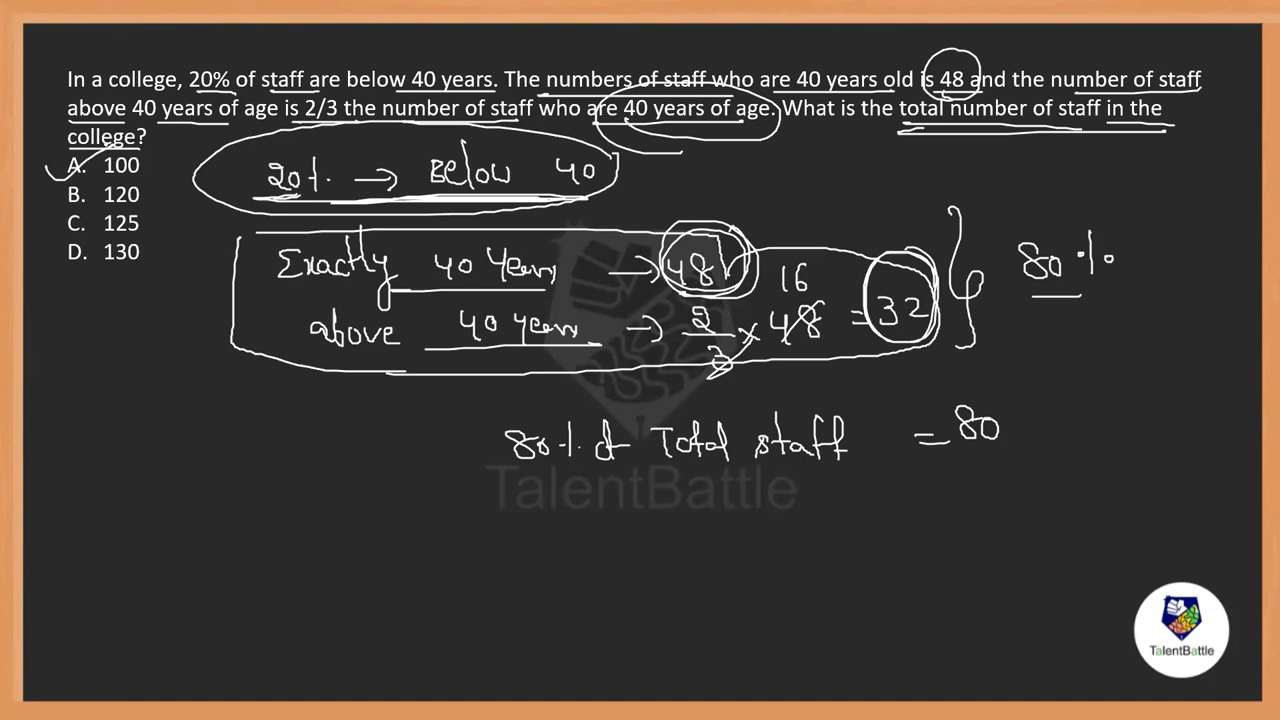 In a college, 20% of staff are below 40 years. The numbers of staff who are 40 years old is 48 and the number of staff
above 40 years of age is 2/3 the number of staff who are 40 years of age. What is the total number of staff in the
college?
A. 100
B. 120
C. 125
D. 130
20% → Below 40
Exactly 40 Years → 48
16
above 40 years → 2/3 × 48 = 32
80%
80% of Total staff = 80
TalentBattle
TalentBattle